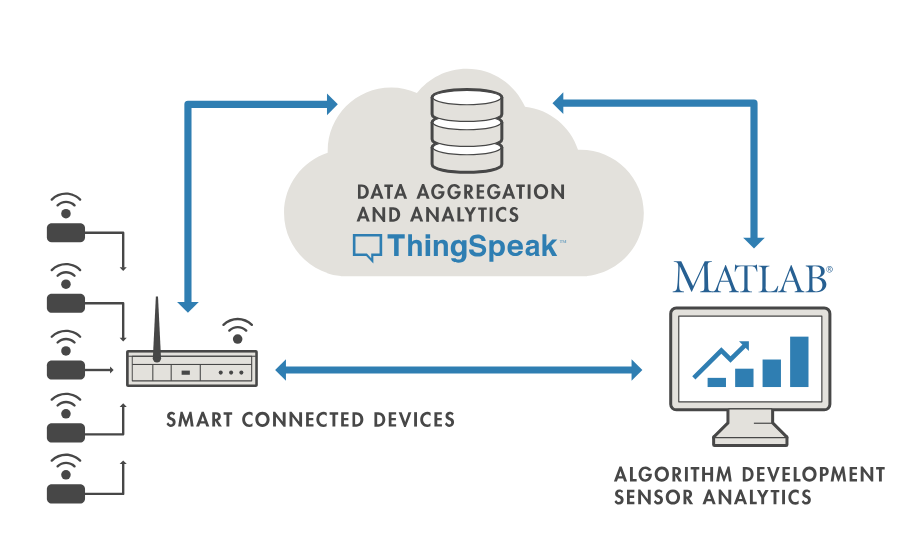 DATA AGGREGATION
AND ANALYTICS
ThingSpeak™
MATLAB®
SMART CONNECTED DEVICES
ALGORITHM DEVELOPMENT
SENSOR ANALYTICS